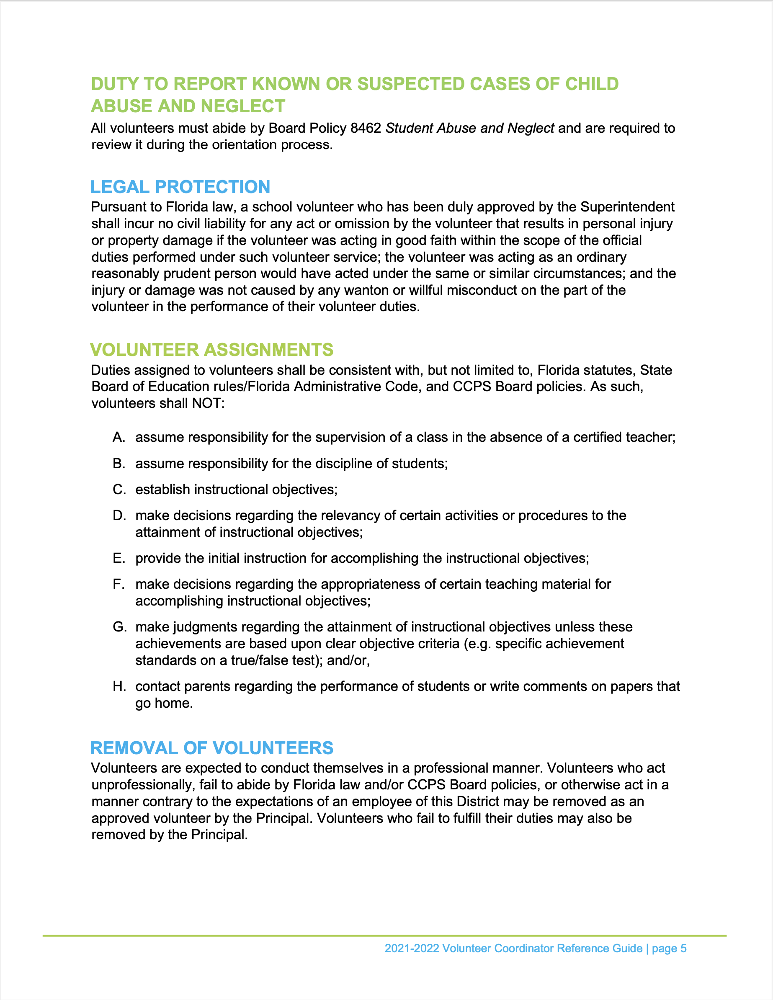 DUTY TO REPORT KNOWN OR SUSPECTED CASES OF CHILD
ABUSE AND NEGLECT
All volunteers must abide by Board Policy 8462 Student Abuse and Neglect and are required to
review it during the orientation process.
LEGAL PROTECTION
Pursuant to Florida law, a school volunteer who has been duly approved by the Superintendent
shall incur no civil liability for any act or omission by the volunteer that results in personal injury
or property damage if the volunteer was acting in good faith within the scope of the official
duties performed under such volunteer service; the volunteer was acting as an ordinary
reasonably prudent person would have acted under the same or similar circumstances; and the
injury or damage was not caused by any wanton or willful misconduct on the part of the
volunteer in the performance of their volunteer duties.
VOLUNTEER ASSIGNMENTS
Duties assigned to volunteers shall be consistent with, but not limited to, Florida statutes, State
Board of Education rules/Florida Administrative Code, and CCPS Board policies. As such,
volunteers shall NOT:
A. assume responsibility for the supervision of a class in the absence of a certified teacher;
B. assume responsibility for the discipline of students;
C. establish instructional objectives;
D. make decisions regarding the relevancy of certain activities or procedures to the
attainment of instructional objectives;
E. provide the initial instruction for accomplishing the instructional objectives;
F. make decisions regarding the appropriateness of certain teaching material for
accomplishing instructional objectives;
G. make judgments regarding the attainment of instructional objectives unless these
achievements are based upon clear objective criteria (e.g. specific achievement
standards on a true/false test); and/or,
H. contact parents regarding the performance of students or write comments on papers that
go home.
REMOVAL OF VOLUNTEERS
Volunteers are expected to conduct themselves in a professional manner. Volunteers who act
unprofessionally, fail to abide by Florida law and/or CCPS Board policies, or otherwise act in a
manner contrary to the expectations of an employee of this District may be removed as an
approved volunteer by the Principal. Volunteers who fail to fulfill their duties may also be
removed by the Principal.
2021-2022 Volunteer Coordinator Reference Guide | page 5